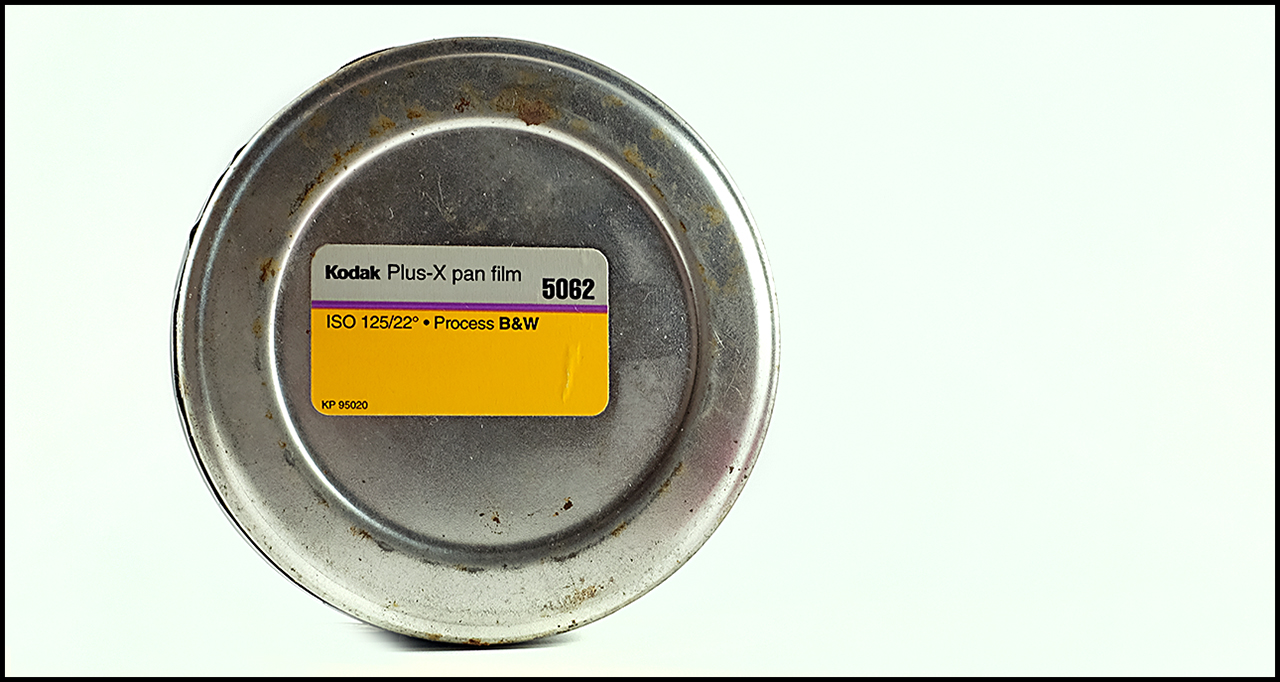 Kodak Plus-X pan film
5062
ISO 125/22° • Process B&W
KP 95020